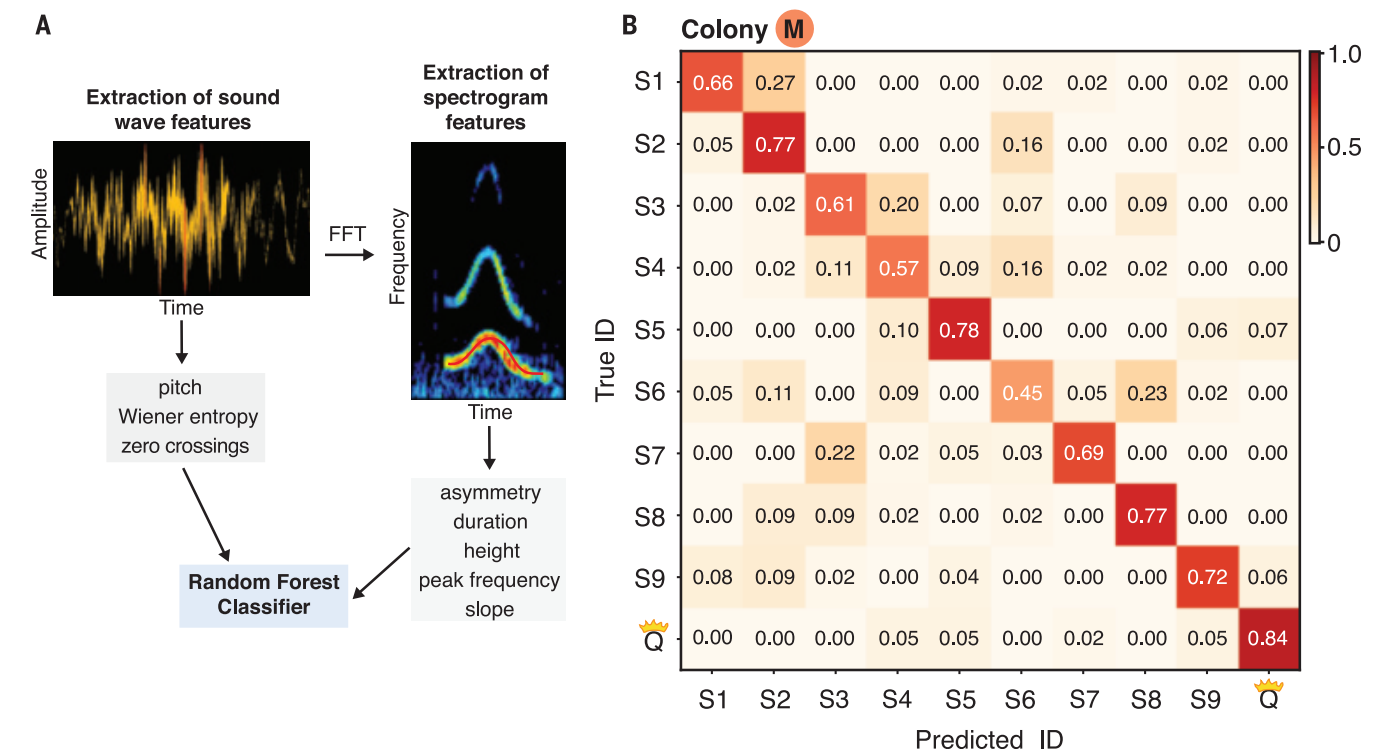 A
Extraction of sound
wave features
Amplitude
Time
FFT
Extraction of
spectrogram
features
Frequency
Time
pitch
Wiener entropy
zero crossings
asymmetry
duration
height
peak frequency
slope
Random Forest
Classifier
B Colony M
True ID
S1 0.66 0.27 0.00 0.00 0.00 0.02 0.02 0.00 0.02 0.00
S2 0.05 0.77 0.00 0.00 0.00 0.16 0.00 0.00 0.02 0.00
S3 0.00 0.02 0.61 0.20 0.00 0.07 0.00 0.09 0.00 0.00
S4 0.00 0.02 0.11 0.57 0.09 0.16 0.02 0.02 0.00 0.00
S5 0.00 0.00 0.00 0.10 0.78 0.00 0.00 0.00 0.06 0.07
S6 0.05 0.11 0.00 0.09 0.00 0.45 0.05 0.23 0.02 0.00
S7 0.00 0.00 0.22 0.02 0.05 0.03 0.69 0.00 0.00 0.00
S8 0.00 0.09 0.09 0.02 0.00 0.02 0.00 0.77 0.00 0.00
S9 0.08 0.09 0.02 0.00 0.04 0.00 0.00 0.00 0.72 0.06
Q 0.00 0.00 0.00 0.05 0.05 0.00 0.02 0.00 0.05 0.84
S1 S2 S3 S4 S5 S6 S7 S8 S9 Q
Predicted ID
1.0
0.5
0